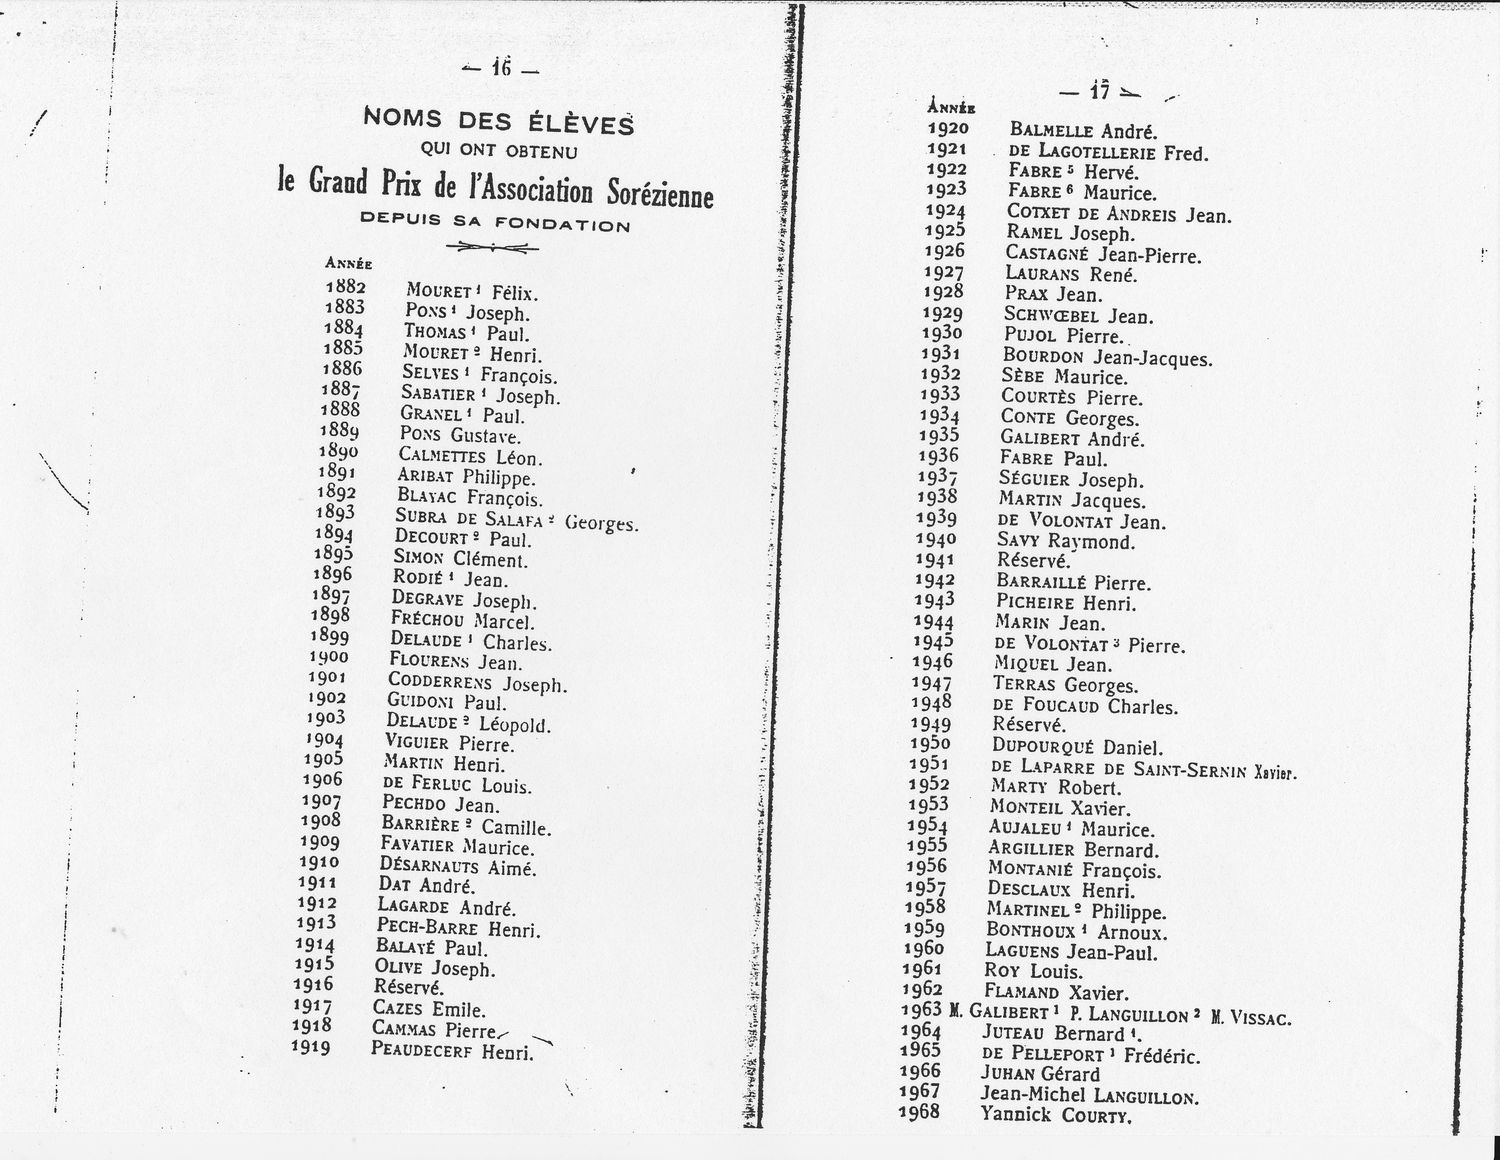 — 16 —
NOMS DES ÉLÈVES
QUI ONT OBTENU
le Grand Prix de l'Association Sorézienne
DEPUIS SA FONDATION
ANNÉE
1882 MOURET ¹ Félix.
1883 PONS ¹ Joseph.
1884 THOMAS ¹ Paul.
1885 MOURET ² Henri.
1886 SELVES ¹ François.
1887 SABATIER ¹ Joseph.
1888 GRANEL ¹ Paul.
1889 PONS Gustave.
1890 CALMETTES Léon.
1891 ARIBAT Philippe.
1892 BLAYAC François.
1893 SUBRA DE SALAFA ² Georges.
1894 DECOURT ² Paul.
1895 SIMON Clément.
1896 RODIÉ ¹ Jean.
1897 DEGRAVE Joseph.
1898 FRÉCHOU Marcel.
1899 DELAUDE ¹ Charles.
1900 FLOURENS Jean.
1901 CODDERRENS Joseph.
1902 GUIDONI Paul.
1903 DELAUDE ² Léopold.
1904 VIGUIER Pierre.
1905 MARTIN Henri.
1906 DE FERLUC Louis.
1907 PECHDO Jean.
1908 BARRIÈRE ² Camille.
1909 FAVATIER Maurice.
1910 DÉSARNAUTS Aimé.
1911 DAT André.
1912 LAGARDE André.
1913 PECH-BARRE Henri.
1914 BALAYÉ Paul.
1915 OLIVE Joseph.
1916 Réservé.
1917 CAZES Emile.
1918 CAMMAS Pierre
1919 PEAUDECERF Henri.
— 17 —
ANNÉE
1920 BALMELLE André.
1921 DE LAGOTELLERIE Fred.
1922 FABRE ⁵ Hervé.
1923 FABRE ⁶ Maurice.
1924 COTXET DE ANDREIS Jean.
1925 RAMEL Joseph.
1926 CASTAGNÉ Jean-Pierre.
1927 LAURANS René.
1928 PRAX Jean.
1929 SCHWŒBEL Jean.
1930 PUJOL Pierre.
1931 BOURDON Jean-Jacques.
1932 SÈBE Maurice.
1933 COURTÈS Pierre.
1934 CONTE Georges.
1935 GALIBERT André.
1936 FABRE Paul.
1937 SÉGUIER Joseph.
1938 MARTIN Jacques.
1939 DE VOLONTAT Jean.
1940 SAVY Raymond.
1941 Réservé.
1942 BARRAILLÉ Pierre.
1943 PICHEIRE Henri.
1944 MARIN Jean.
1945 DE VOLONTAT ³ Pierre.
1946 MIQUEL Jean.
1947 TERRAS Georges.
1948 DE FOUCAUD Charles.
1949 Réservé.
1950 DUPOURQUÉ Daniel.
1951 DE LAPARRE DE SAINT-SERNIN Xavier.
1952 MARTY Robert.
1953 MONTEIL Xavier.
1954 AUJALEU ¹ Maurice.
1955 ARGILLIER Bernard.
1956 MONTANIÉ François.
1957 DESCLAUX Henri.
1958 MARTINEL ² Philippe.
1959 BONTHOUX ¹ Arnoux.
1960 LAGUENS Jean-Paul.
1961 ROY Louis.
1962 FLAMAND Xavier.
1963 M. GALIBERT ¹ P. LANGUILLON ² M. VISSAC.
1964 JUTEAU Bernard ¹.
1965 DE PELLEPORT ¹ Frédéric.
1966 JUHAN Gérard
1967 Jean-Michel LANGUILLON.
1968 Yannick COURTY.